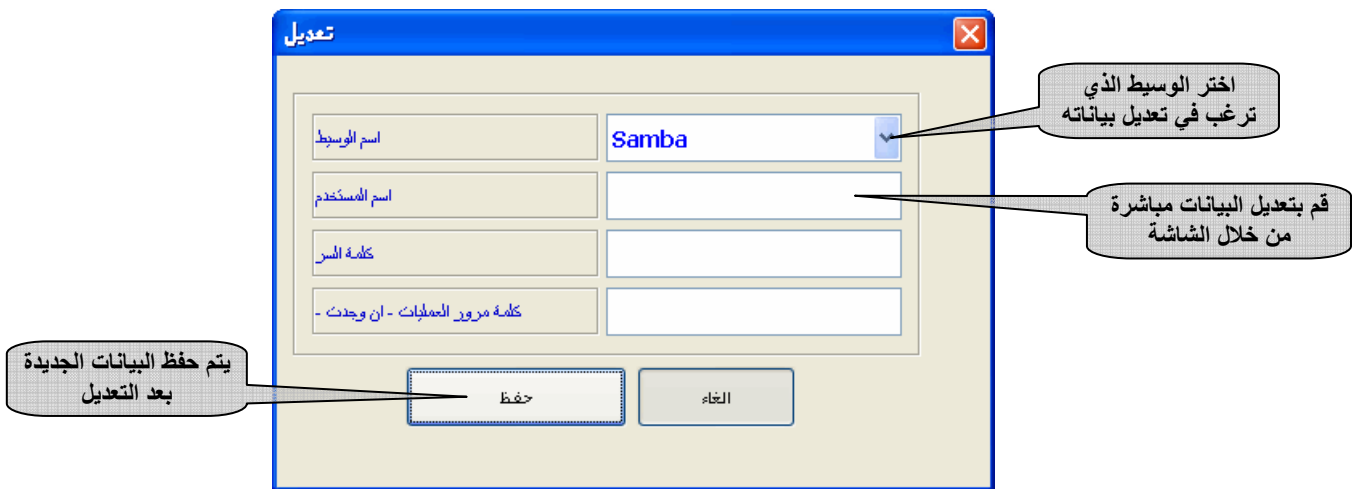 تعديل
اختر الوسيط الذي
ترغب في تعديل بياناته
اسم الوسيط
Samba
اسم المستخدم
قم بتعديل البيانات مباشرة
من خلال الشاشة
كلمة السر
كلمة مرور العمليات - ان وجدت -
يتم حفظ البيانات الجديدة
بعد التعديل
حفظ
الغاء